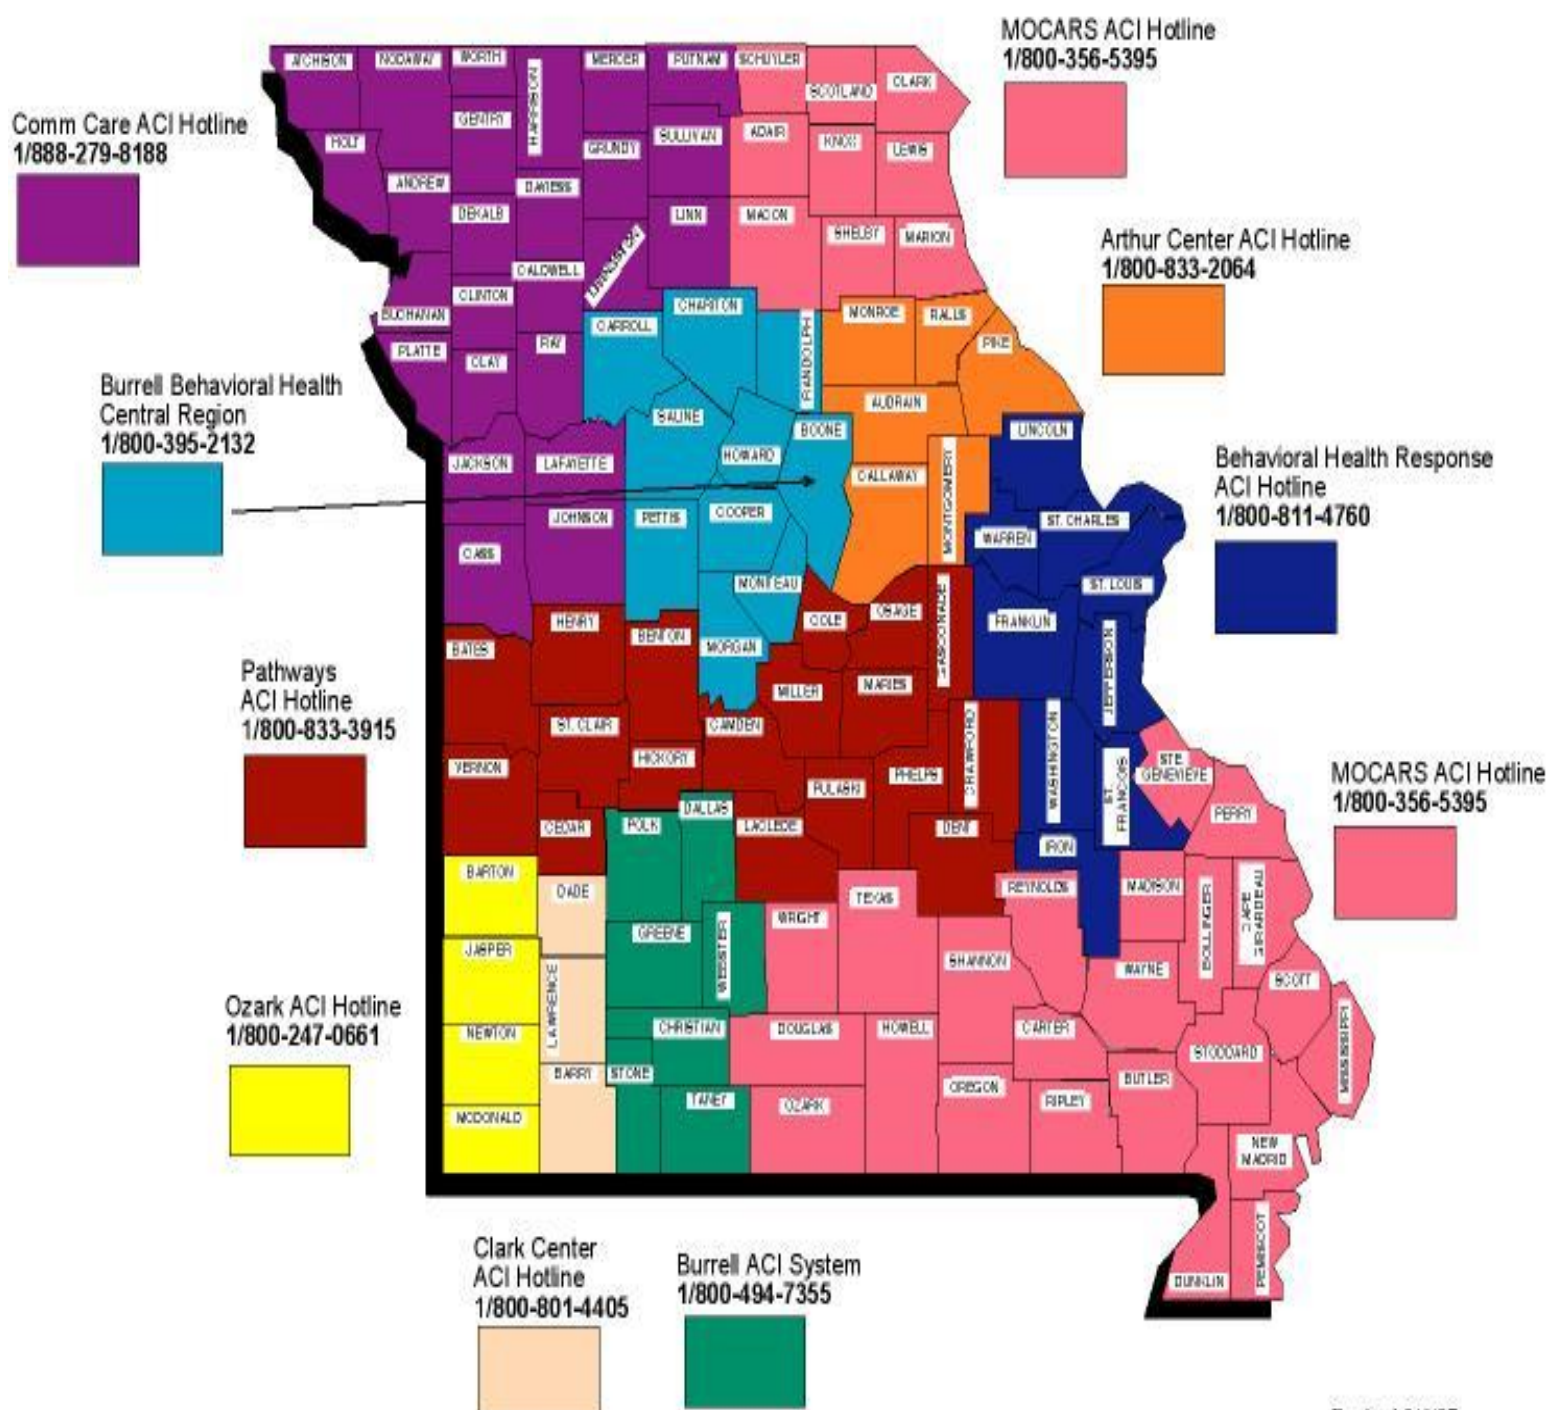 MOCARS ACI Hotline
1/800-356-5395
Comm Care ACI Hotline
1/888-279-8188
Arthur Center ACI Hotline
1/800-833-2064
Burrell Behavioral Health
Central Region
1/800-395-2132
Behavioral Health Response
ACI Hotline
1/800-811-4760
Pathways
ACI Hotline
1/800-833-3915
MOCARS ACI Hotline
1/800-356-5395
Ozark ACI Hotline
1/800-247-0661
Clark Center
ACI Hotline
1/800-801-4405
Burrell ACI System
1/800-494-7355
ATCHISON
NODAWAY
WORTH
HARRISON
MERCER
PUTNAM
SCHUYLER
SCOTLAND
CLARK
HOLT
GENTRY
GRUNDY
SULLIVAN
ADAIR
KNOX
LEWIS
ANDREW
DEKALB
DAVIESS
LINN
MACON
SHELBY
MARION
BUCHANAN
CLINTON
CALDWELL
LIVINGSTON
CARROLL
CHARITON
RANDOLPH
MONROE
RALLS
PIKE
PLATTE
CLAY
RAY
SALINE
HOWARD
BOONE
AUDRAIN
LINCOLN
JACKSON
LAFAYETTE
CALLAWAY
MONTGOMERY
CASS
JOHNSON
PETTIS
COOPER
MONITEAU
WARREN
ST. CHARLES
ST. LOUIS
BATES
HENRY
BENTON
MORGAN
COLE
OSAGE
GASCONADE
FRANKLIN
JEFFERSON
VERNON
ST. CLAIR
HICKORY
CAMDEN
MILLER
MARIES
PHELPS
CRAWFORD
WASHINGTON
ST.
FRANCOIS
STE.
GENEVIEVE
PERRY
CEDAR
POLK
DALLAS
LACLEDE
PULASKI
DENT
IRON
BARTON
DADE
GREENE
WEBSTER
WRIGHT
TEXAS
REYNOLDS
MADISON
BOLLINGER
CAPE
GIRARDEAU
JASPER
LAWRENCE
SHANNON
WAYNE
SCOTT
NEWTON
CHRISTIAN
DOUGLAS
HOWELL
CARTER
STODDARD
MISSISSIPPI
MCDONALD
BARRY
STONE
TANEY
OZARK
OREGON
RIPLEY
BUTLER
NEW
MADRID
DUNKLIN
PEMISCOT